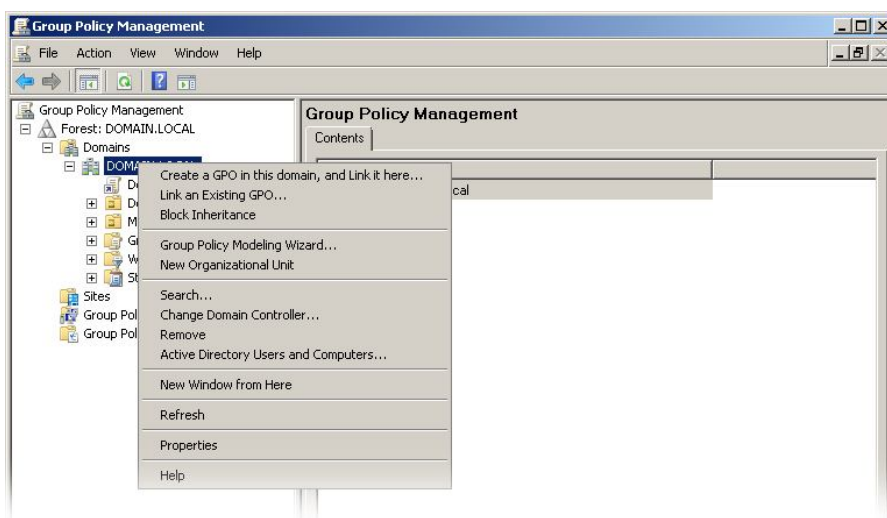 Group Policy Management
File Action View Window Help
Group Policy Management
Forest: DOMAIN.LOCAL
Domains
Sites
Group Pol
Group Pol
Create a GPO in this domain, and Link it here...
Link an Existing GPO...
Block Inheritance
Group Policy Modeling Wizard...
New Organizational Unit
Search...
Change Domain Controller...
Remove
Active Directory Users and Computers...
New Window from Here
Refresh
Properties
Help
Group Policy Management
Contents
cal